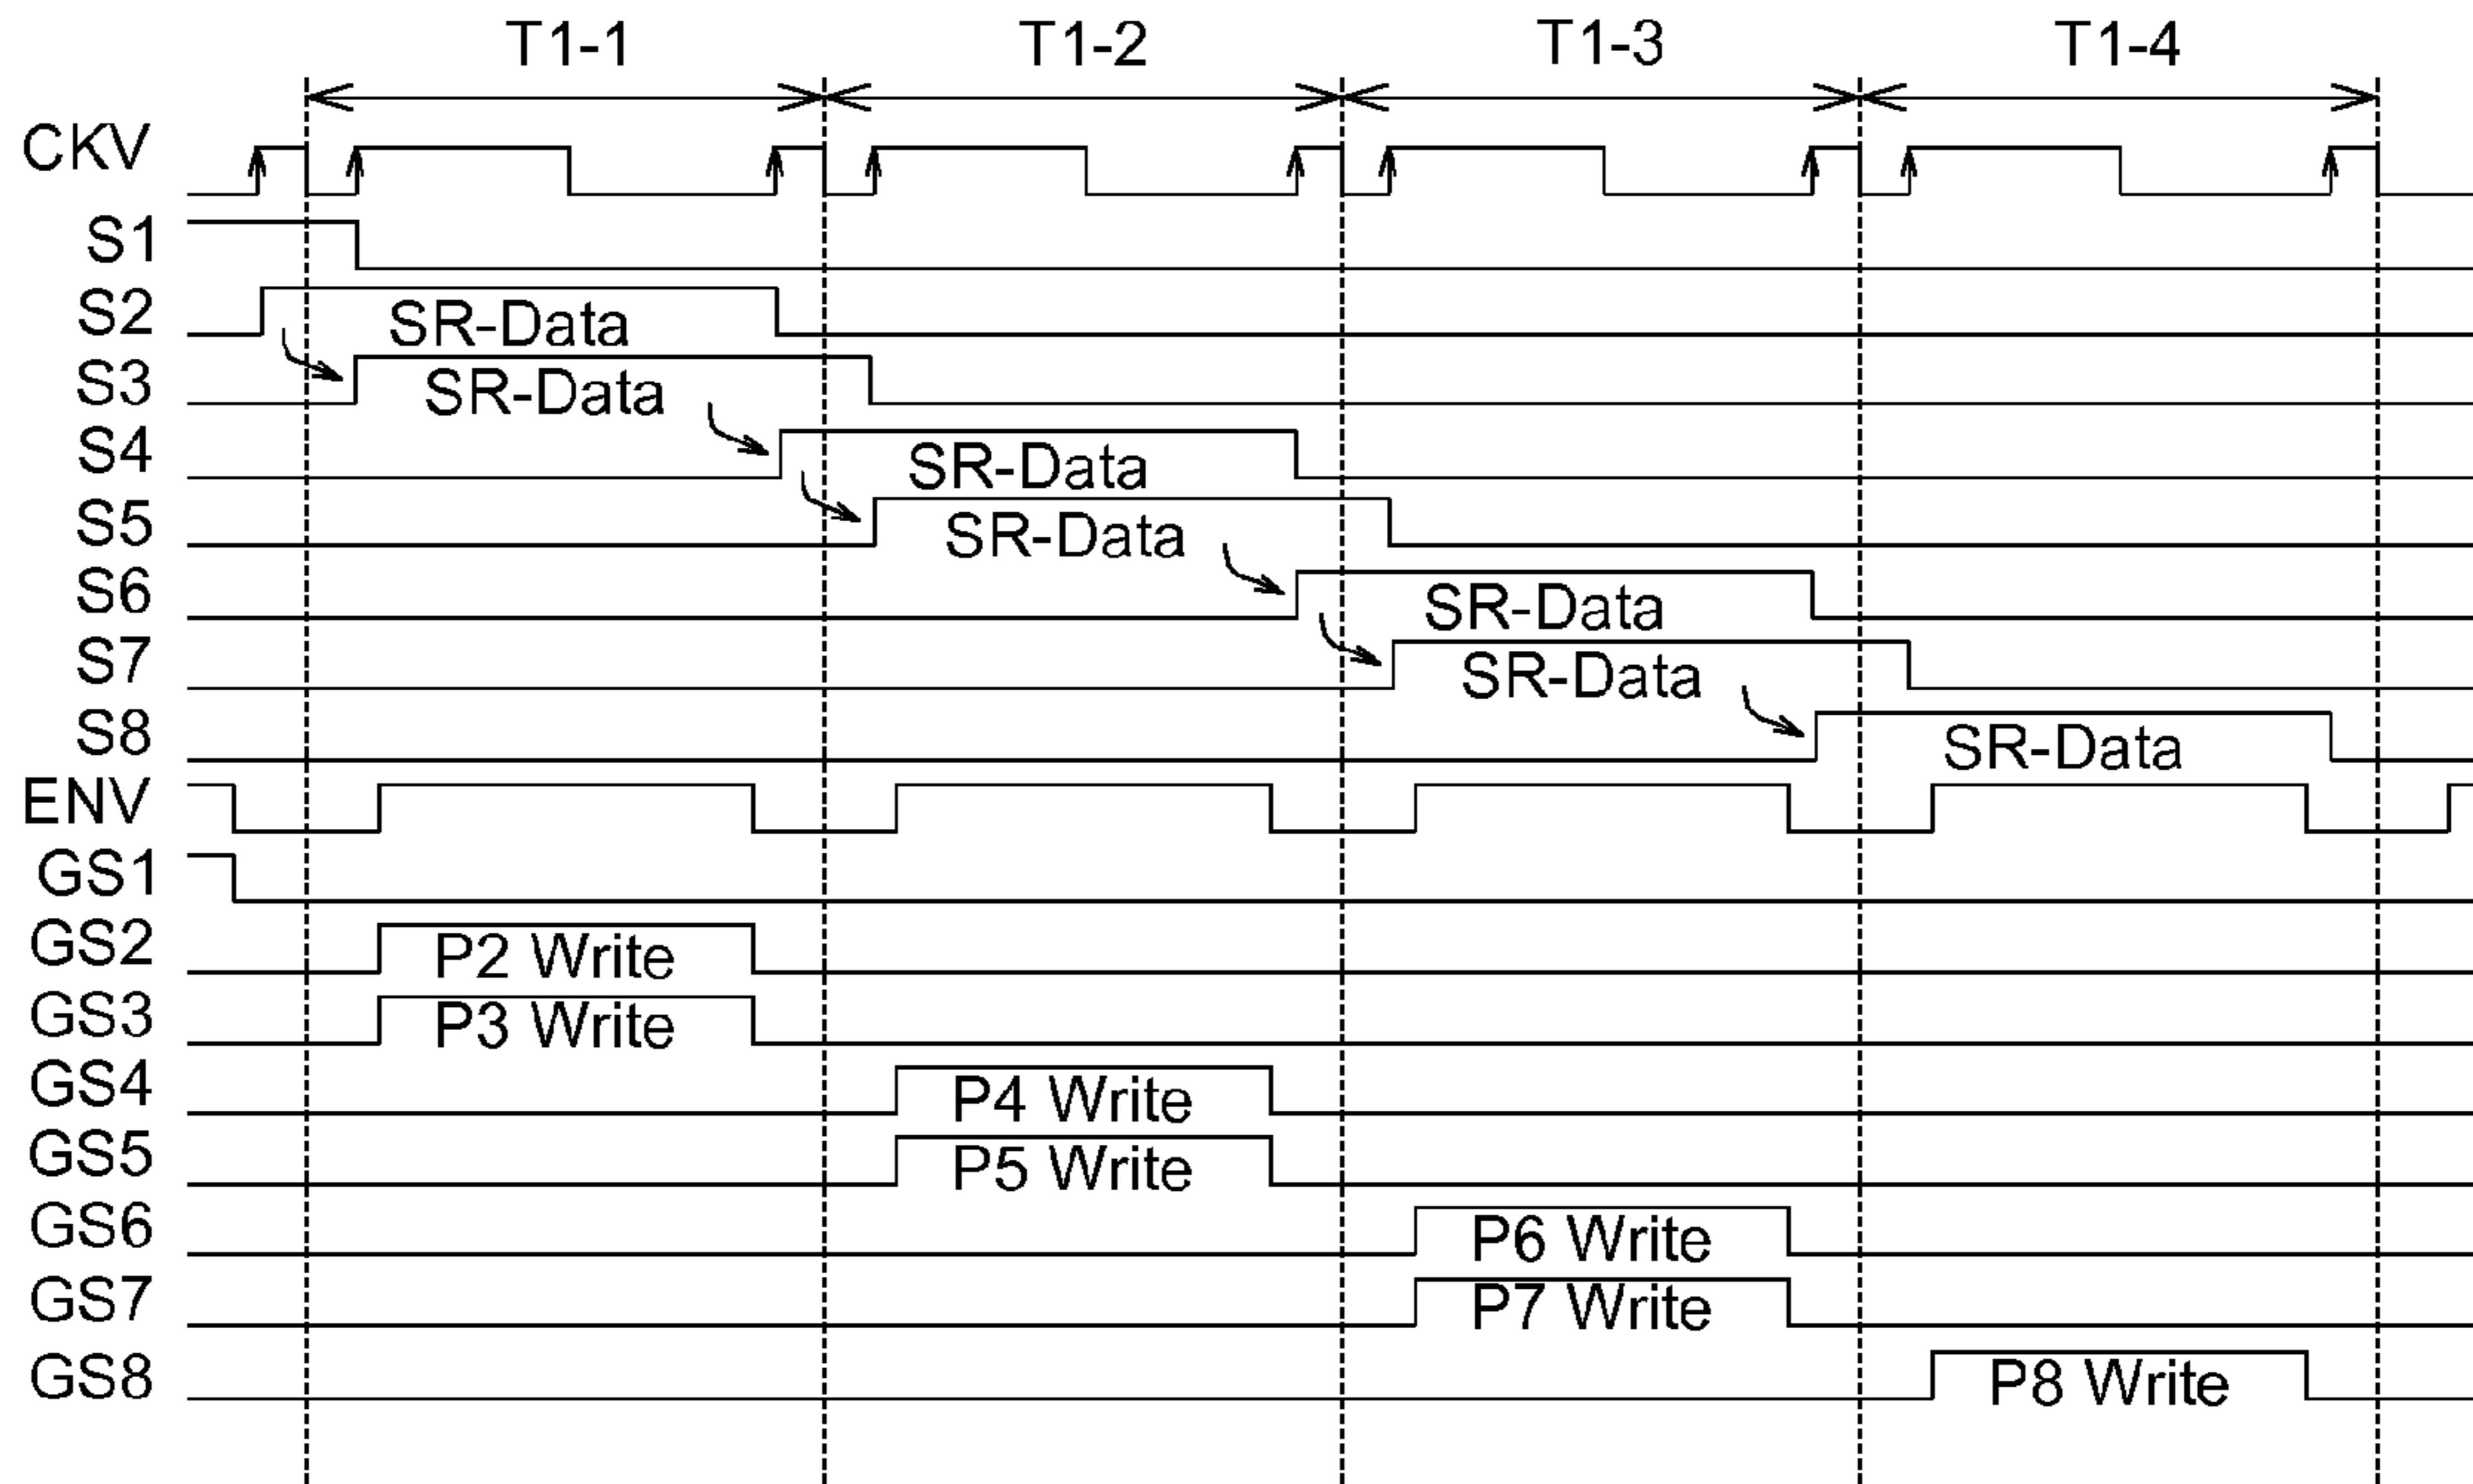 T1-1 T1-2 T1-3 T1-4
CKV
S1
S2 SR-Data
S3 SR-Data
S4 SR-Data
S5 SR-Data
S6 SR-Data
S7 SR-Data
S8 SR-Data
ENV
GS1
GS2 P2 Write
GS3 P3 Write
GS4 P4 Write
GS5 P5 Write
GS6 P6 Write
GS7 P7 Write
GS8 P8 Write